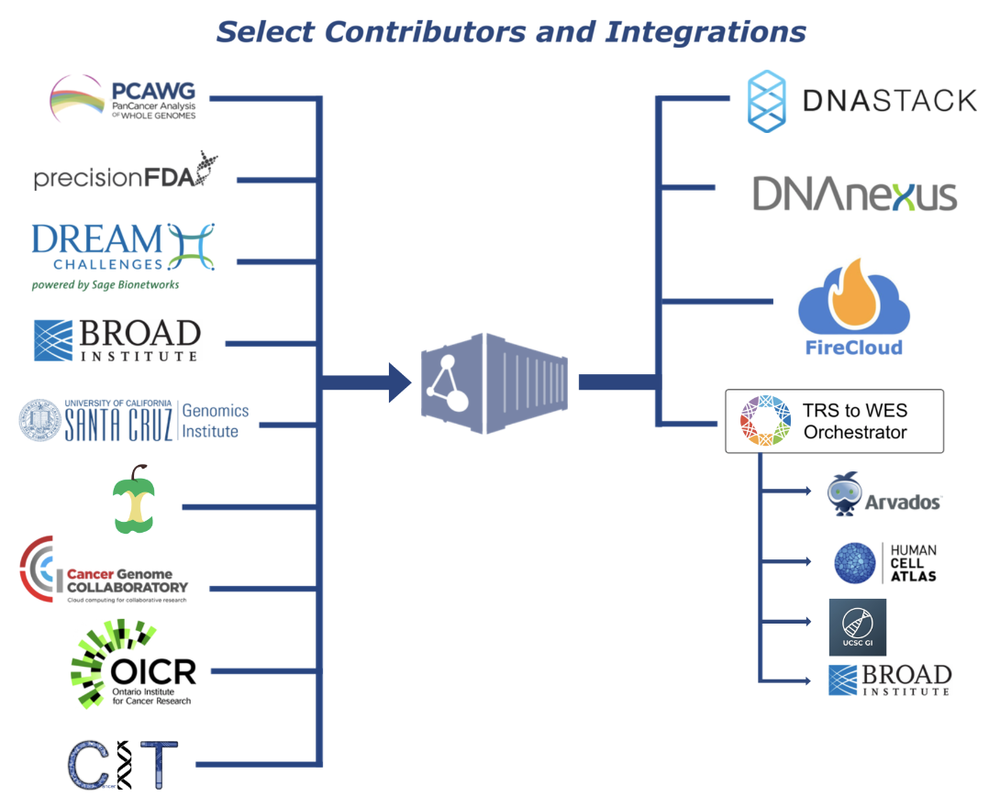 Select Contributors and Integrations
PCAWG
PanCancer Analysis
OF WHOLE GENOMES
precisionFDA
DREAM
CHALLENGES
powered by Sage Bionetworks
BROAD
INSTITUTE
UNIVERSITY OF CALIFORNIA
SANTA CRUZ
Genomics
Institute
Cancer Genome
COLLABORATORY
Cloud computing for collaborative research
OICR
Ontario Institute
for Cancer Research
C T
DNASTACK
DNAnexus
FireCloud
TRS to WES
Orchestrator
Arvados
HUMAN
CELL
ATLAS
UCSC GI
BROAD
INSTITUTE